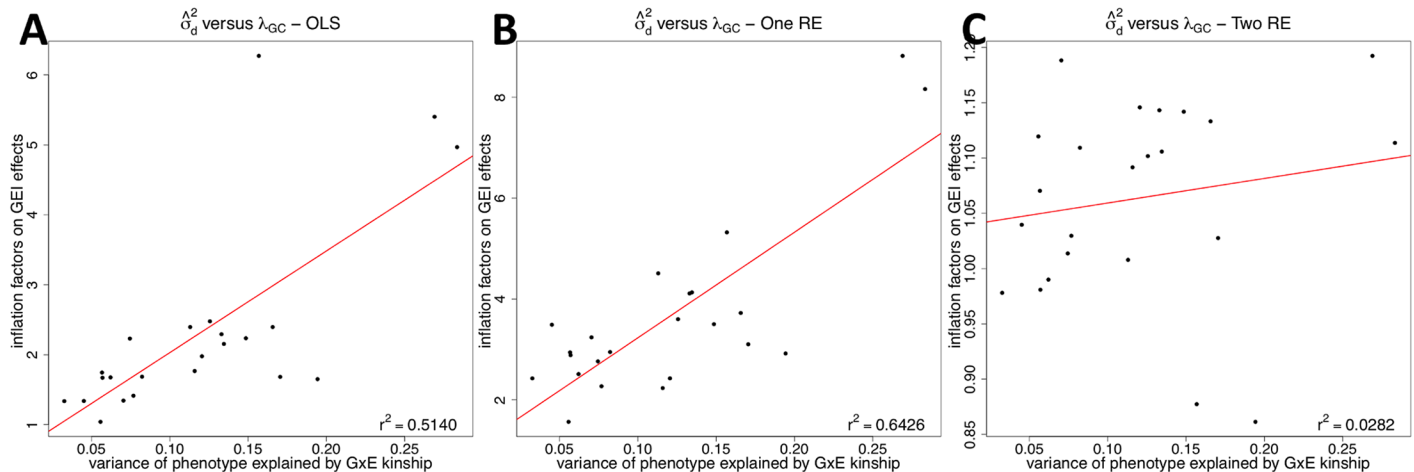 A
σ̂²d versus λGC – OLS
inflation factors on GEI effects
6
5
4
3
2
1
r² = 0.5140
0.05 0.10 0.15 0.20 0.25
variance of phenotype explained by GxE kinship
B
σ̂²d versus λGC – One RE
inflation factors on GEI effects
8
6
4
2
r² = 0.6426
0.05 0.10 0.15 0.20 0.25
variance of phenotype explained by GxE kinship
C
σ̂²d versus λGC – Two RE
inflation factors on GEI effects
1.20
1.15
1.10
1.05
1.00
0.95
0.90
0.85
r² = 0.0282
0.05 0.10 0.15 0.20 0.25
variance of phenotype explained by GxE kinship